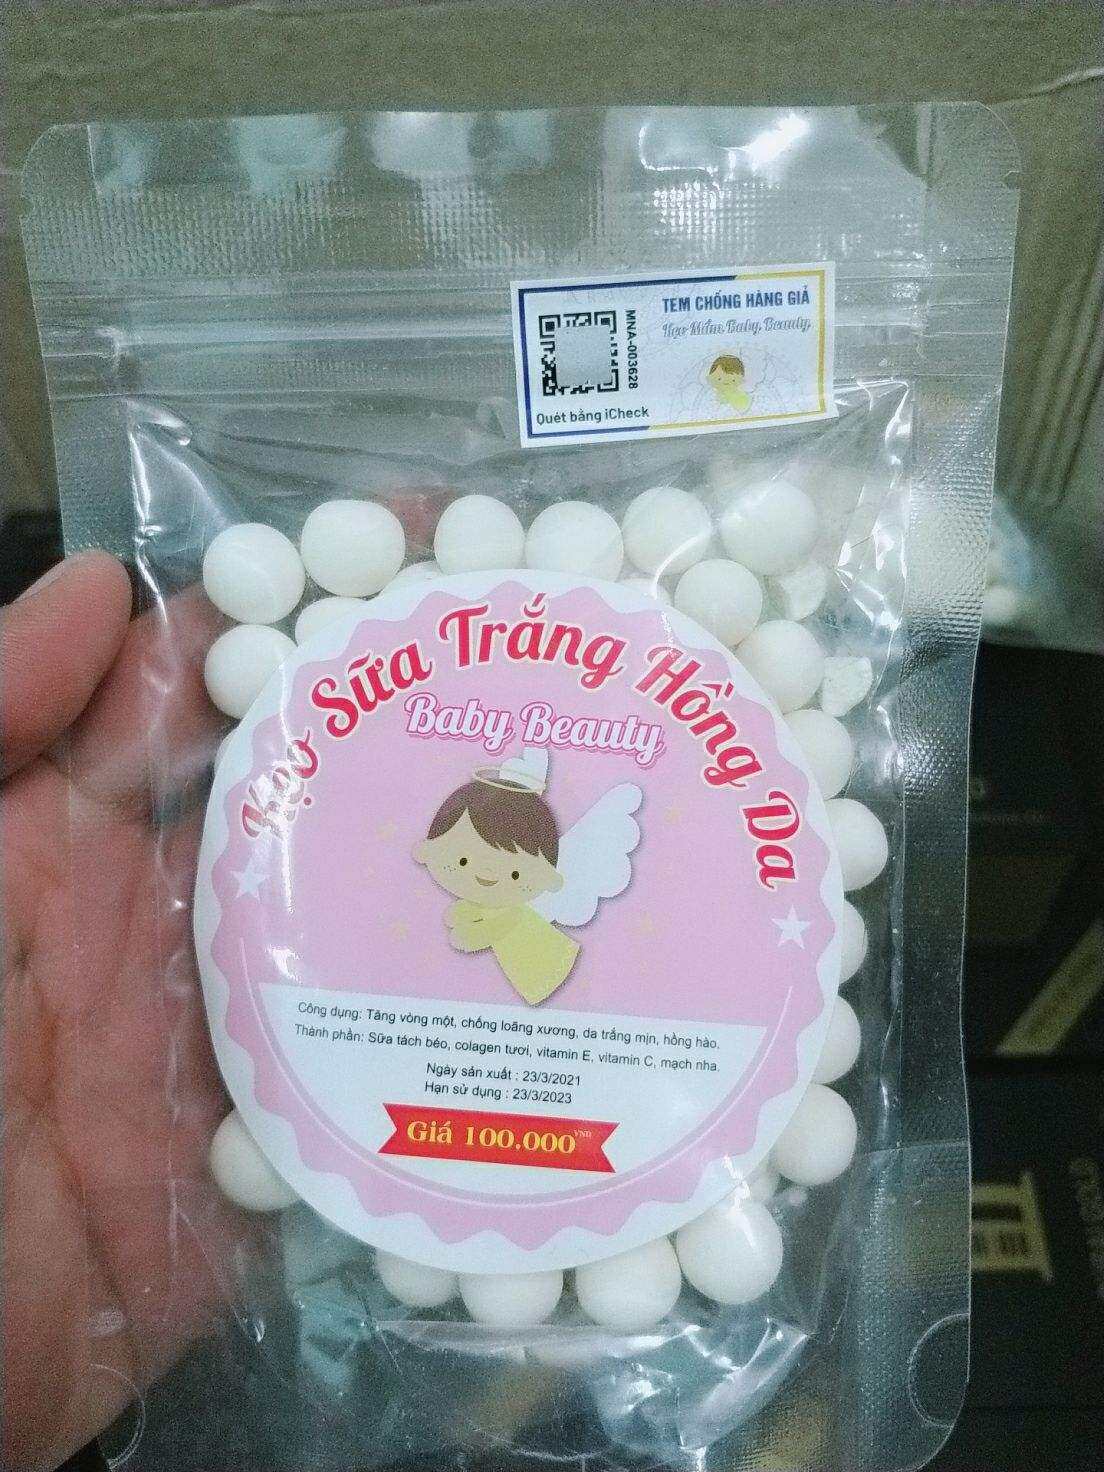 TEM CHỐNG HÀNG GIẢ
Kẹo Mầm Baby Beauty
MNA-003628
Quét bằng iCheck
Kẹo Sữa Trắng Hồng Da
Baby Beauty
Công dụng: Tăng vòng một, chống loãng xương, da trắng mịn, hồng hào.
Thành phần: Sữa tách béo, colagen tươi, vitamin E, vitamin C, mạch nha.
Ngày sản xuất : 23/3/2021
Hạn sử dụng : 23/3/2023
Giá 100.000 VNĐ